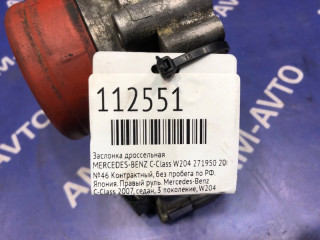 112551
Заслонка дроссельная
MERCEDES-BENZ C-Class W204 271950 20
№46 Контрактный, без пробега по РФ.
Япония. Правый руль. Mercedes-Benz
C-Class 2007, седан, 3 поколение, W204